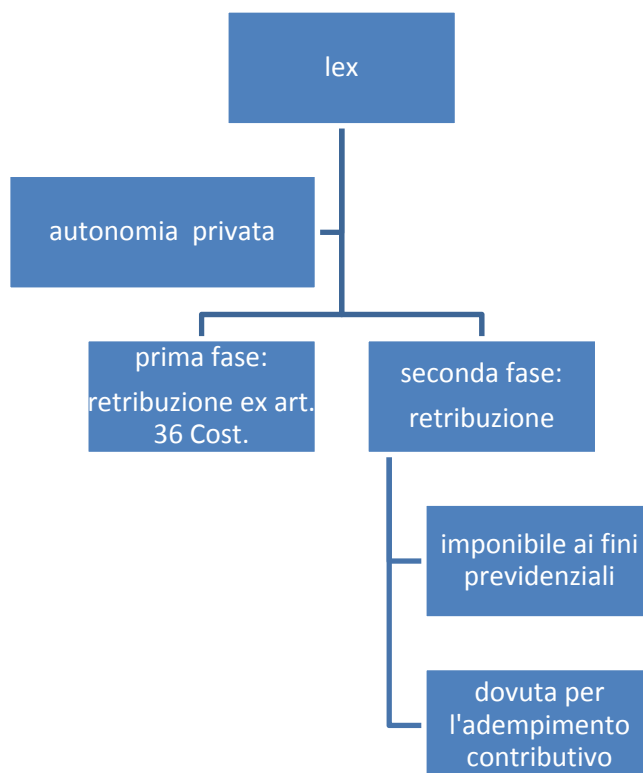 lex
autonomia privata
prima fase:
retribuzione ex art.
36 Cost.
seconda fase:
retribuzione
imponibile ai fini
previdenziali
dovuta per
l'adempimento
contributivo